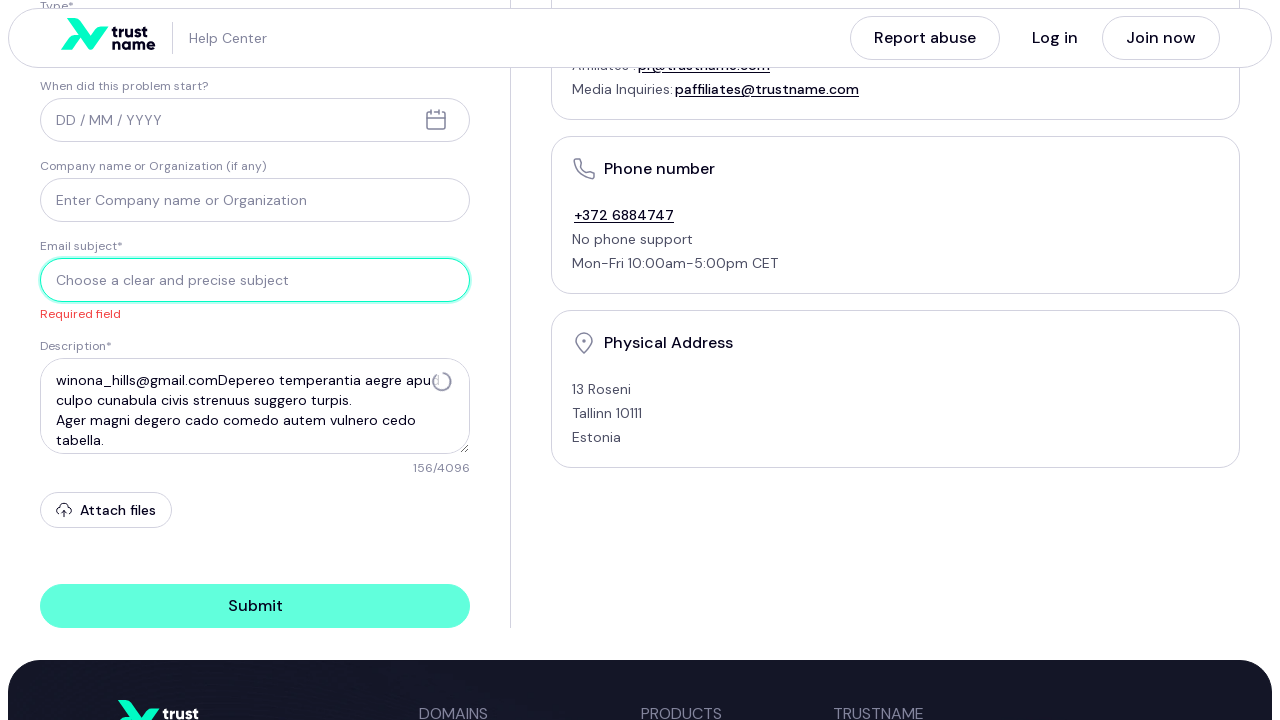 Type*
trust
name
Help Center
Report abuse
Log in
Join now
When did this problem start?
DD / MM / YYYY
Company name or Organization (if any)
Enter Company name or Organization
Email subject*
Choose a clear and precise subject
Required field
Description*
winona_hills@gmail.comDepereo temperantia aegre apud
culpo cunabula civis strenuus suggero turpis.
Ager magni degero cado comedo autem vulnero cedo
tabella.
156/4096
Attach files
Submit
Affiliates : pr@trustname.com
Media Inquiries: paffiliates@trustname.com
Phone number
+372 6884747
No phone support
Mon-Fri 10:00am-5:00pm CET
Physical Address
13 Roseni
Tallinn 10111
Estonia
trust
DOMAINS
PRODUCTS
TRUSTNAME